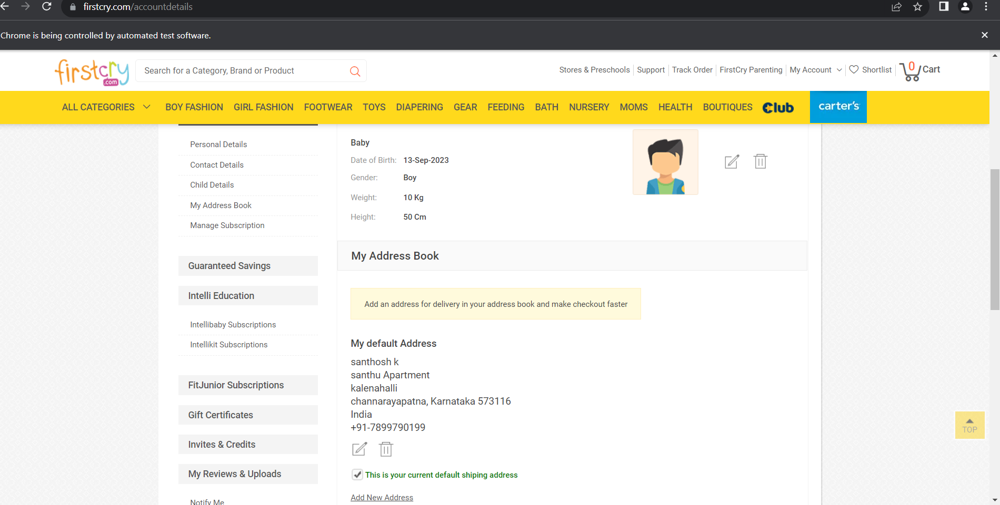 firstcry.com/accountdetails
Chrome is being controlled by automated test software.
firstcry
.com
Search for a Category, Brand or Product
Stores & Preschools
Support
Track Order
FirstCry Parenting
My Account
Shortlist
0
Cart
ALL CATEGORIES
BOY FASHION
GIRL FASHION
FOOTWEAR
TOYS
DIAPERING
GEAR
FEEDING
BATH
NURSERY
MOMS
HEALTH
BOUTIQUES
Club
carter's
Personal Details
Contact Details
Child Details
My Address Book
Manage Subscription
Guaranteed Savings
Intelli Education
Intellibaby Subscriptions
Intellikit Subscriptions
FitJunior Subscriptions
Gift Certificates
Invites & Credits
My Reviews & Uploads
Notify Me
Baby
Date of Birth: 13-Sep-2023
Gender: Boy
Weight: 10 Kg
Height: 50 Cm
My Address Book
Add an address for delivery in your address book and make checkout faster
My default Address
santhosh k
santhu Apartment
kalenahalli
channarayapatna, Karnataka 573116
India
+91-7899790199
This is your current default shiping address
Add New Address
TOP